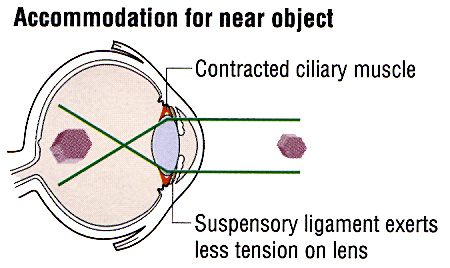 Accommodation for near object
Contracted ciliary muscle
Suspensory ligament exerts
less tension on lens